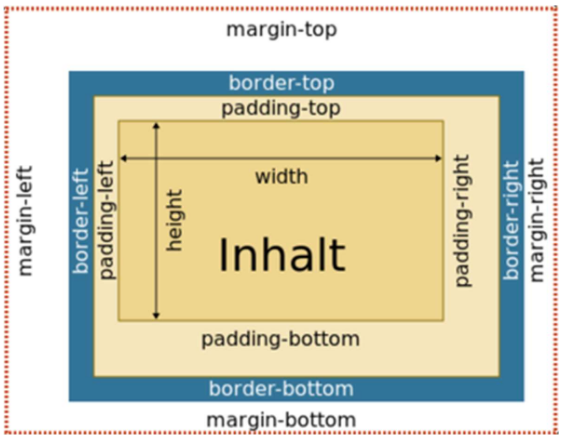 margin-top
border-top
padding-top
width
margin-left
border-left
padding-left
height
Inhalt
padding-right
border-right
margin-right
padding-bottom
border-bottom
margin-bottom